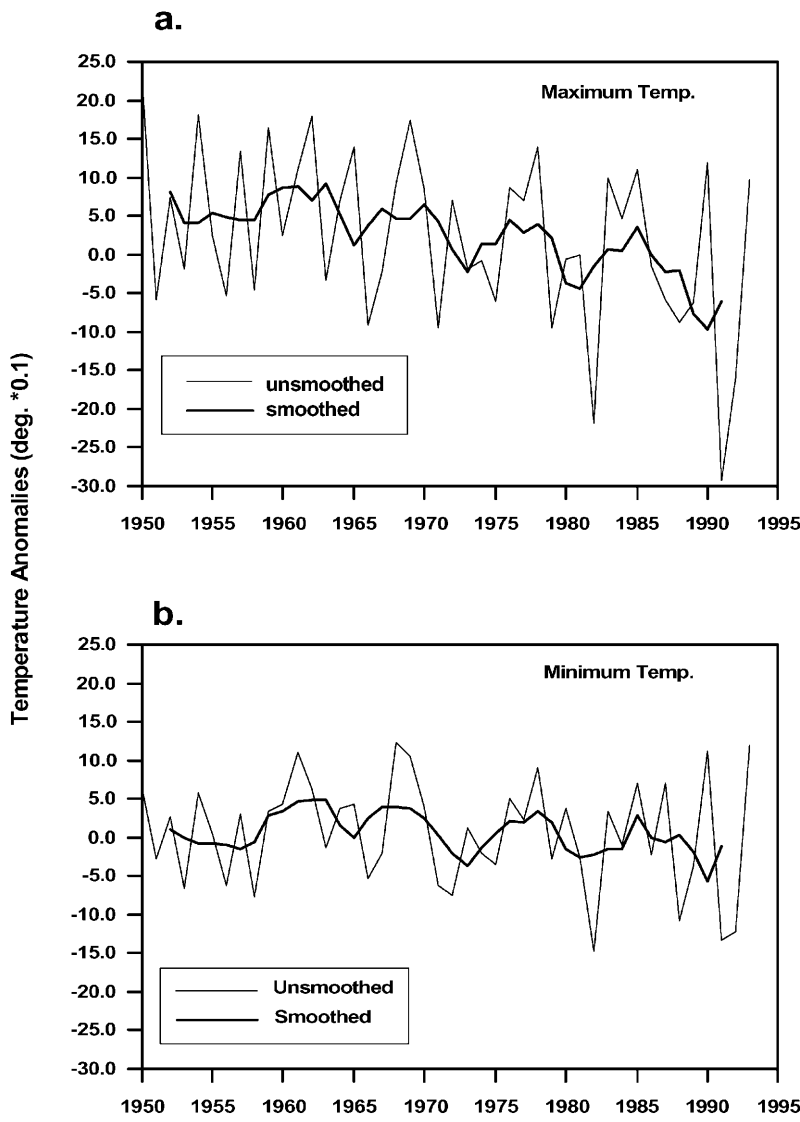 a.
25.0
Maximum Temp.
20.0
15.0
10.0
5.0
0.0
-5.0
-10.0
-15.0
-20.0
-25.0
-30.0
unsmoothed
smoothed
1950 1955 1960 1965 1970 1975 1980 1985 1990 1995
Temperature Anomalies (deg. *0.1)
b.
25.0
Minimum Temp.
20.0
15.0
10.0
5.0
0.0
-5.0
-10.0
-15.0
-20.0
-25.0
-30.0
Unsmoothed
Smoothed
1950 1955 1960 1965 1970 1975 1980 1985 1990 1995